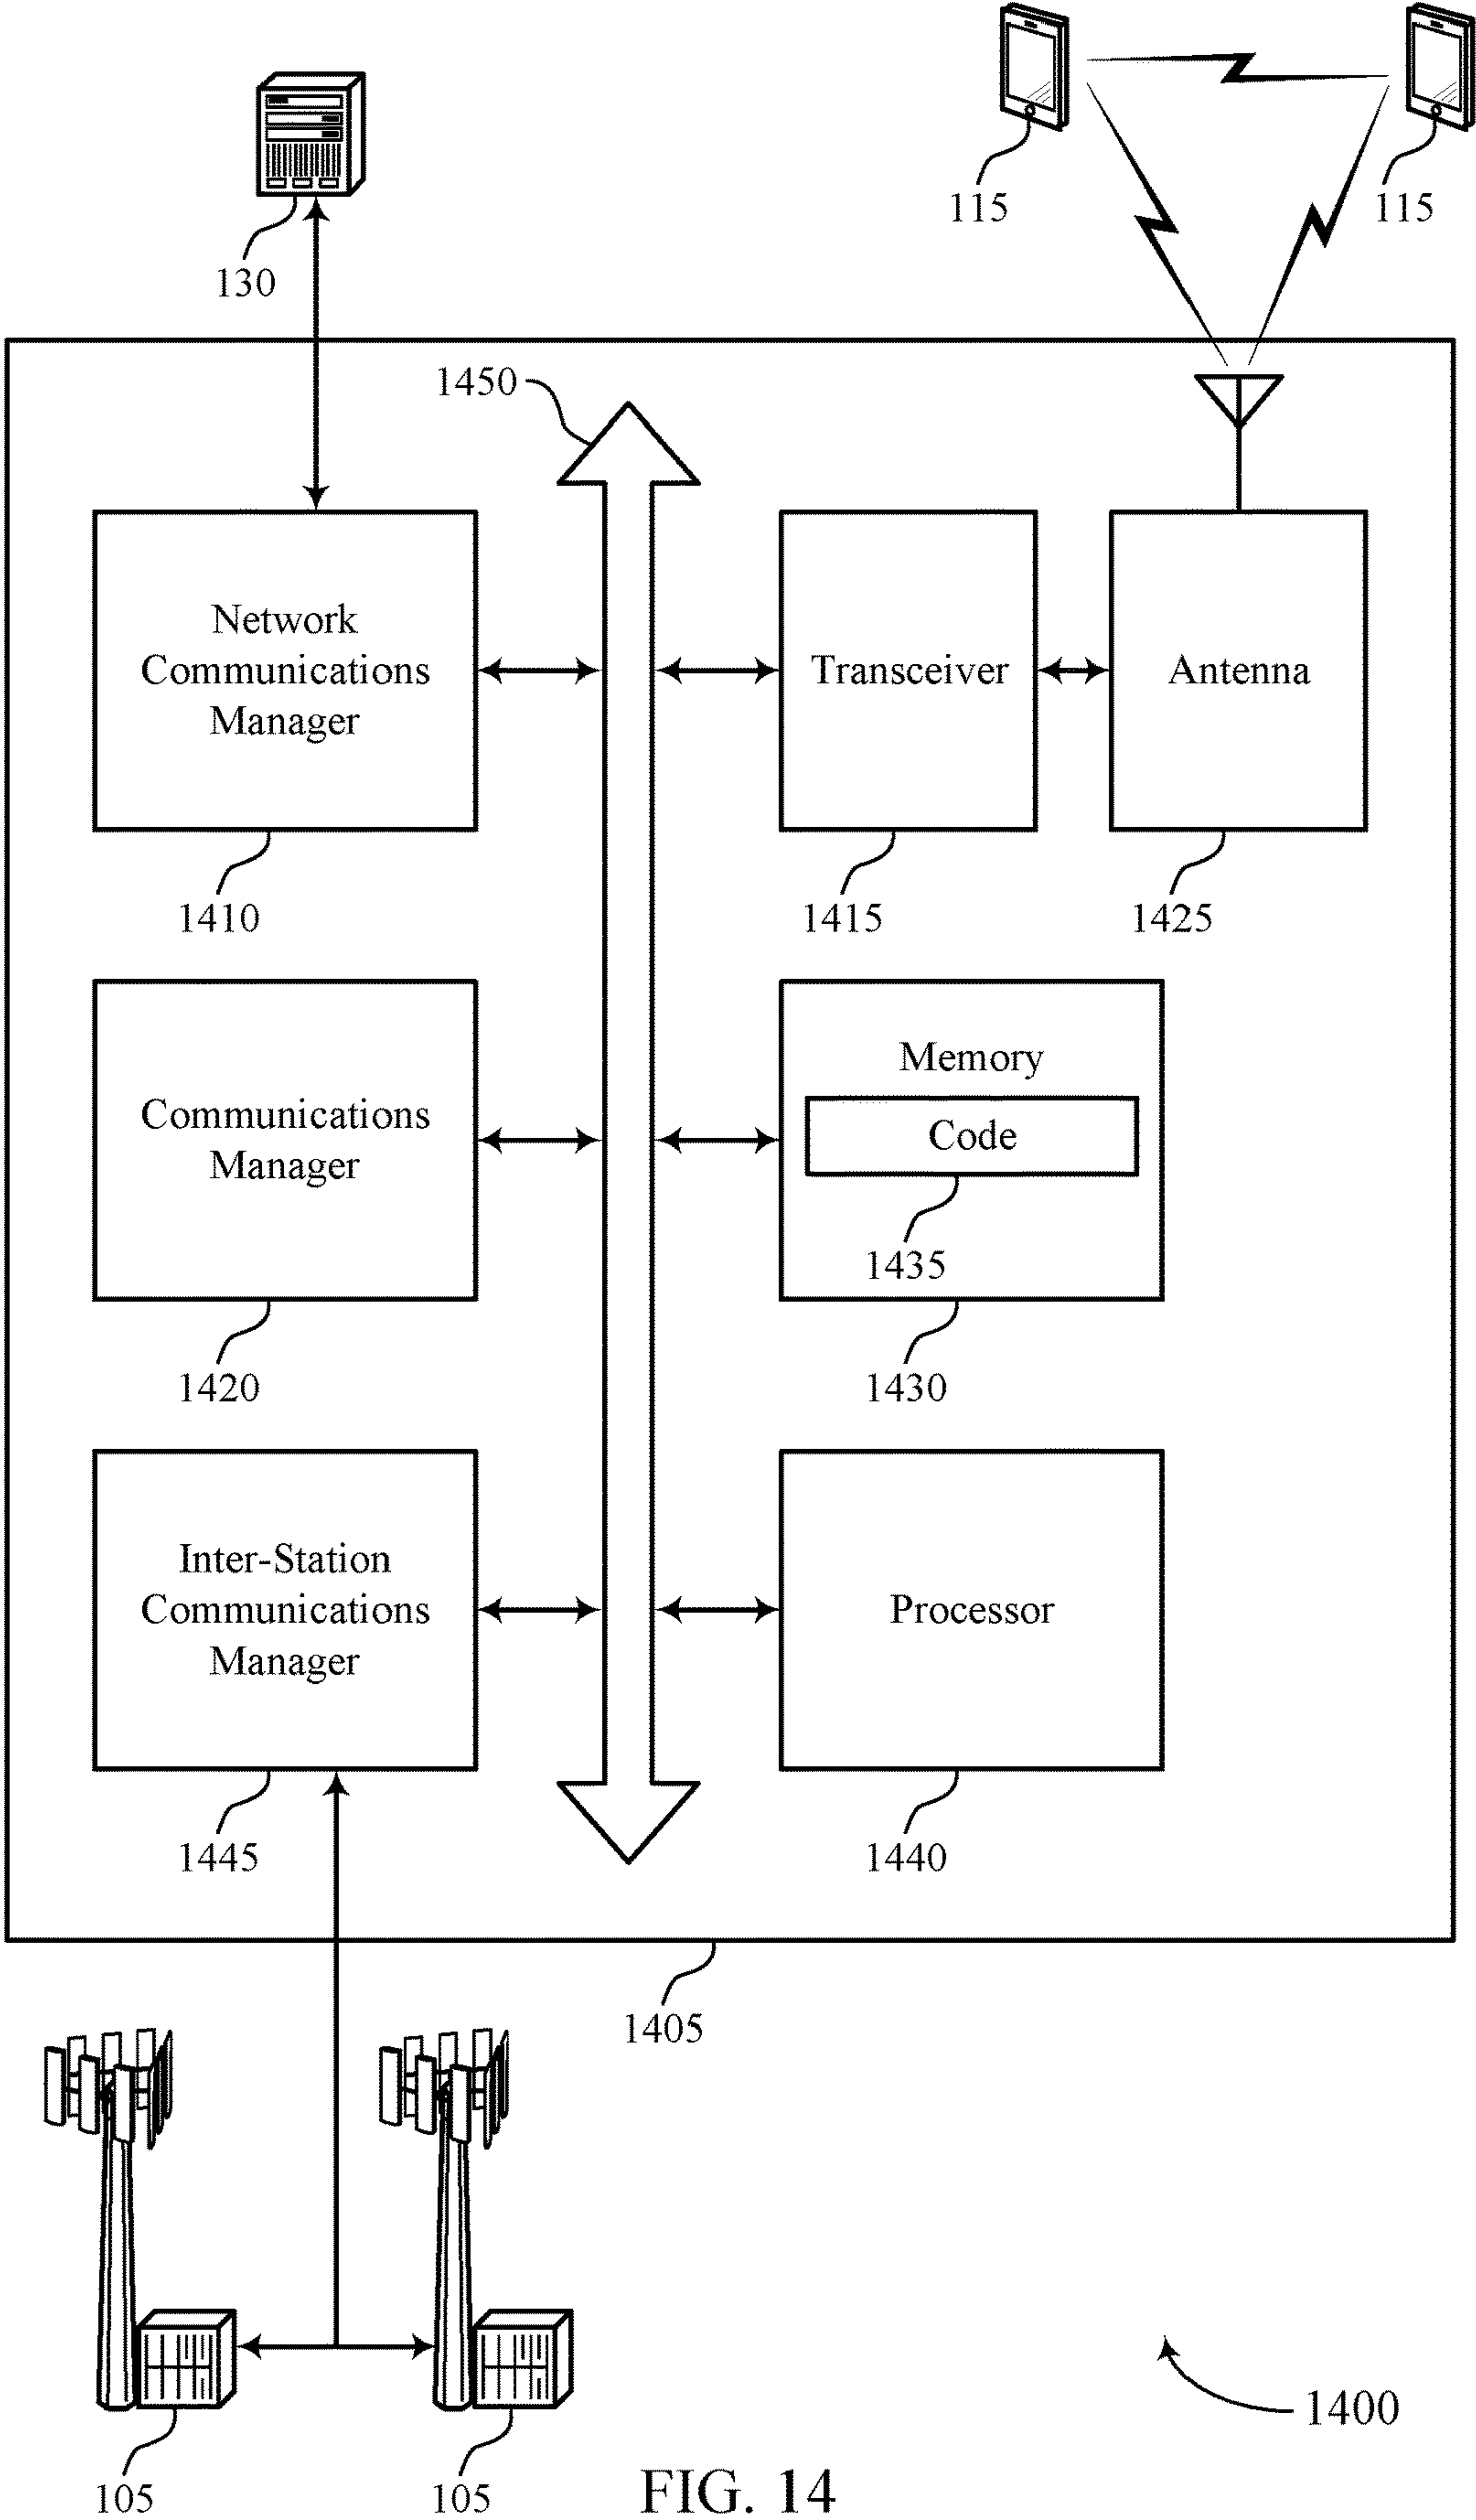 115
115
130
1450
Network
Communications
Manager
Transceiver
Antenna
1410
1415
1425
Communications
Manager
Memory
Code
1435
1420
1430
Inter-Station
Communications
Manager
Processor
1445
1440
1405
1400
105
105
FIG. 14